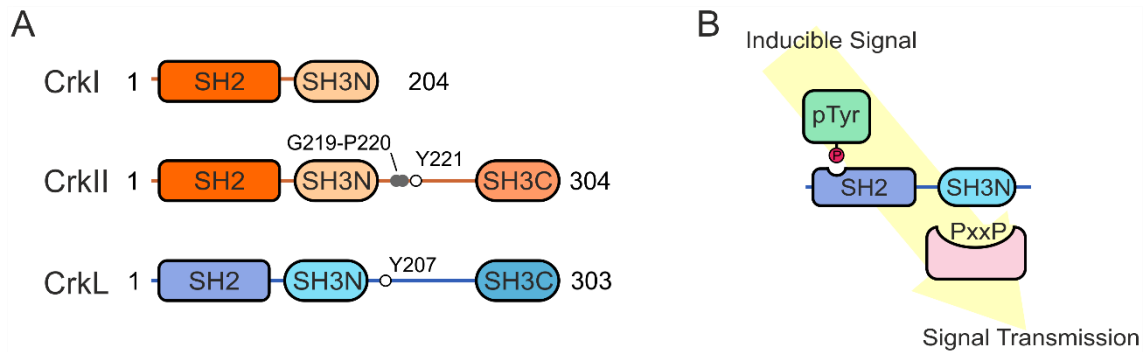 A
CrkI 1 SH2 SH3N 204
G219-P220 Y221
CrkII 1 SH2 SH3N SH3C 304
Y207
CrkL 1 SH2 SH3N SH3C 303
B
Inducible Signal
pTyr
P
SH2 SH3N
PxxP
Signal Transmission